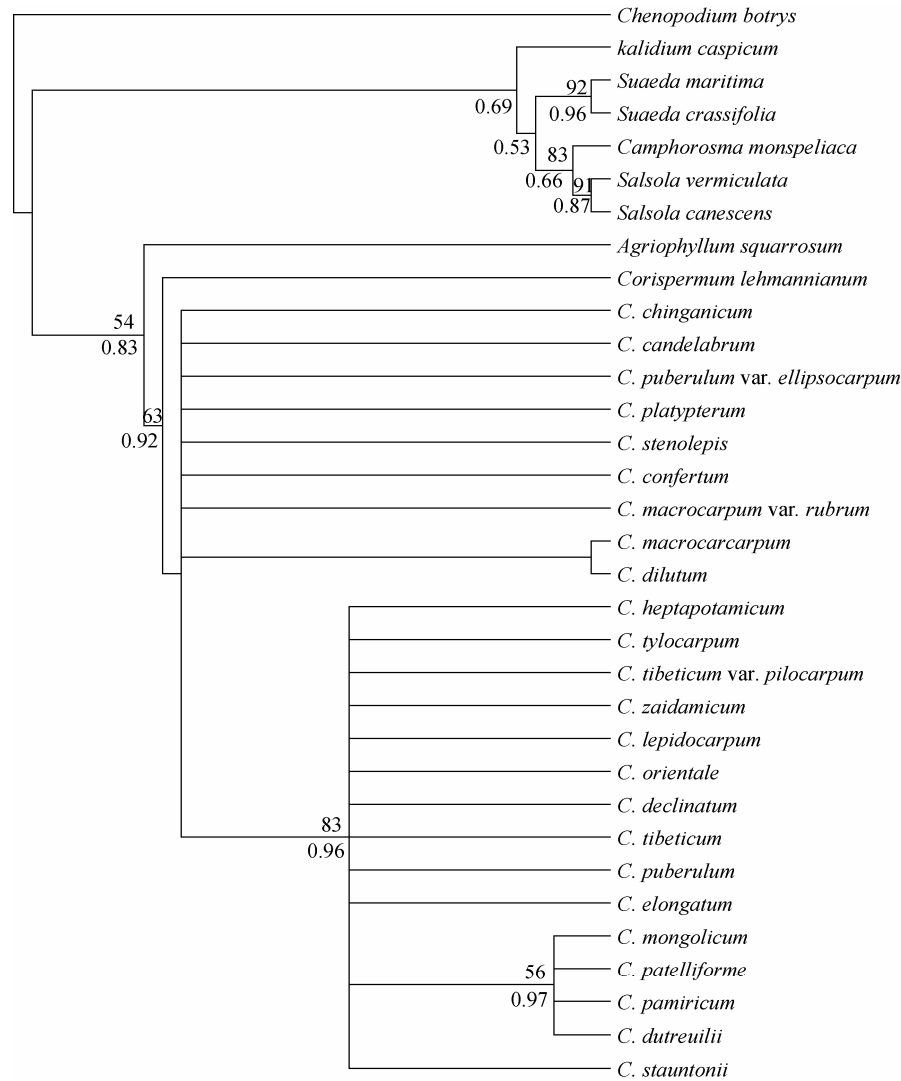 Chenopodium botrys
kalidium caspicum
Suaeda maritima
92
0.69
0.96
Suaeda crassifolia
0.53
83
Camphorosma monspeliaca
0.66
91
Salsola vermiculata
0.87
Salsola canescens
Agriophyllum squarrosum
Corispermum lehmannianum
C. chinganicum
54
0.83
C. candelabrum
C. puberulum var. ellipsocarpum
C. platypterum
63
0.92
C. stenolepis
C. confertum
C. macrocarpum var. rubrum
C. macrocarcarpum
C. dilutum
C. heptapotamicum
C. tylocarpum
C. tibeticum var. pilocarpum
C. zaidamicum
C. lepidocarpum
C. orientale
C. declinatum
83
0.96
C. tibeticum
C. puberulum
C. elongatum
C. mongolicum
56
0.97
C. patelliforme
C. pamiricum
C. dutreuilii
C. stauntonii